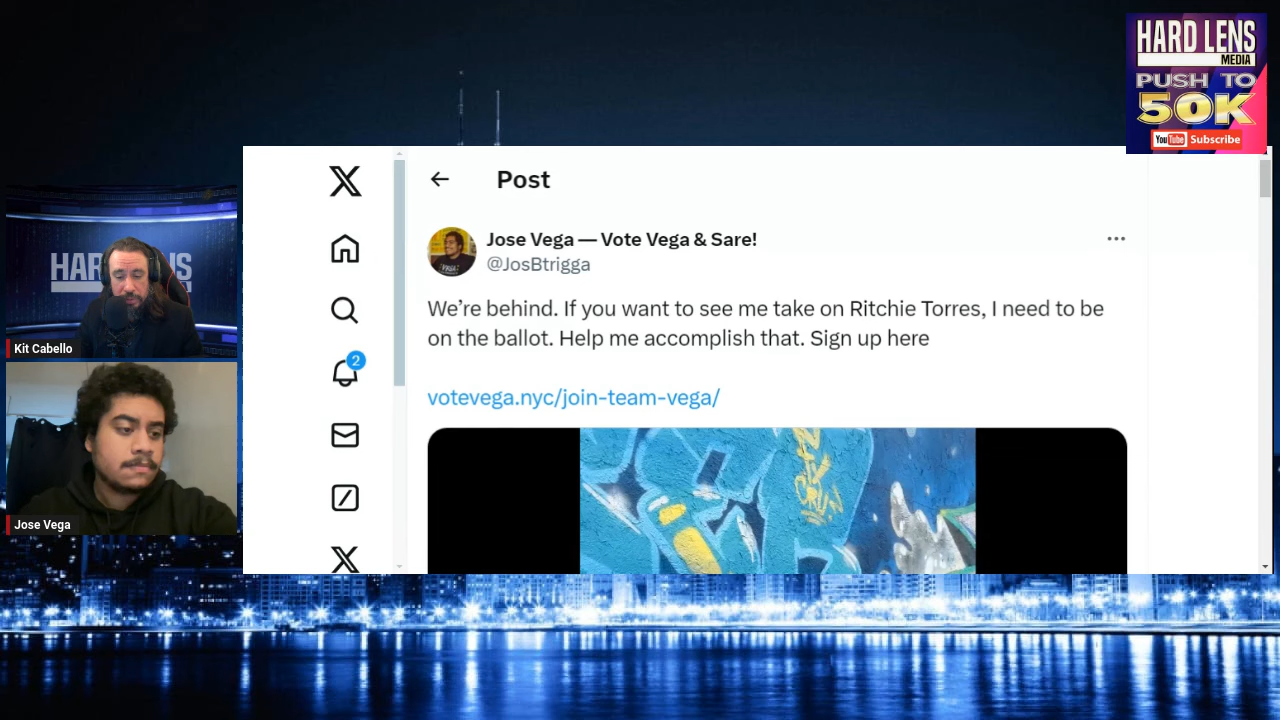 HARD LENS
MEDIA
PUSH TO
50K
YouTube Subscribe
Post
Jose Vega — Vote Vega & Sare!
@JosBtrigga
We’re behind. If you want to see me take on Ritchie Torres, I need to be
on the ballot. Help me accomplish that. Sign up here
votevega.nyc/join-team-vega/
2
Kit Cabello
Jose Vega